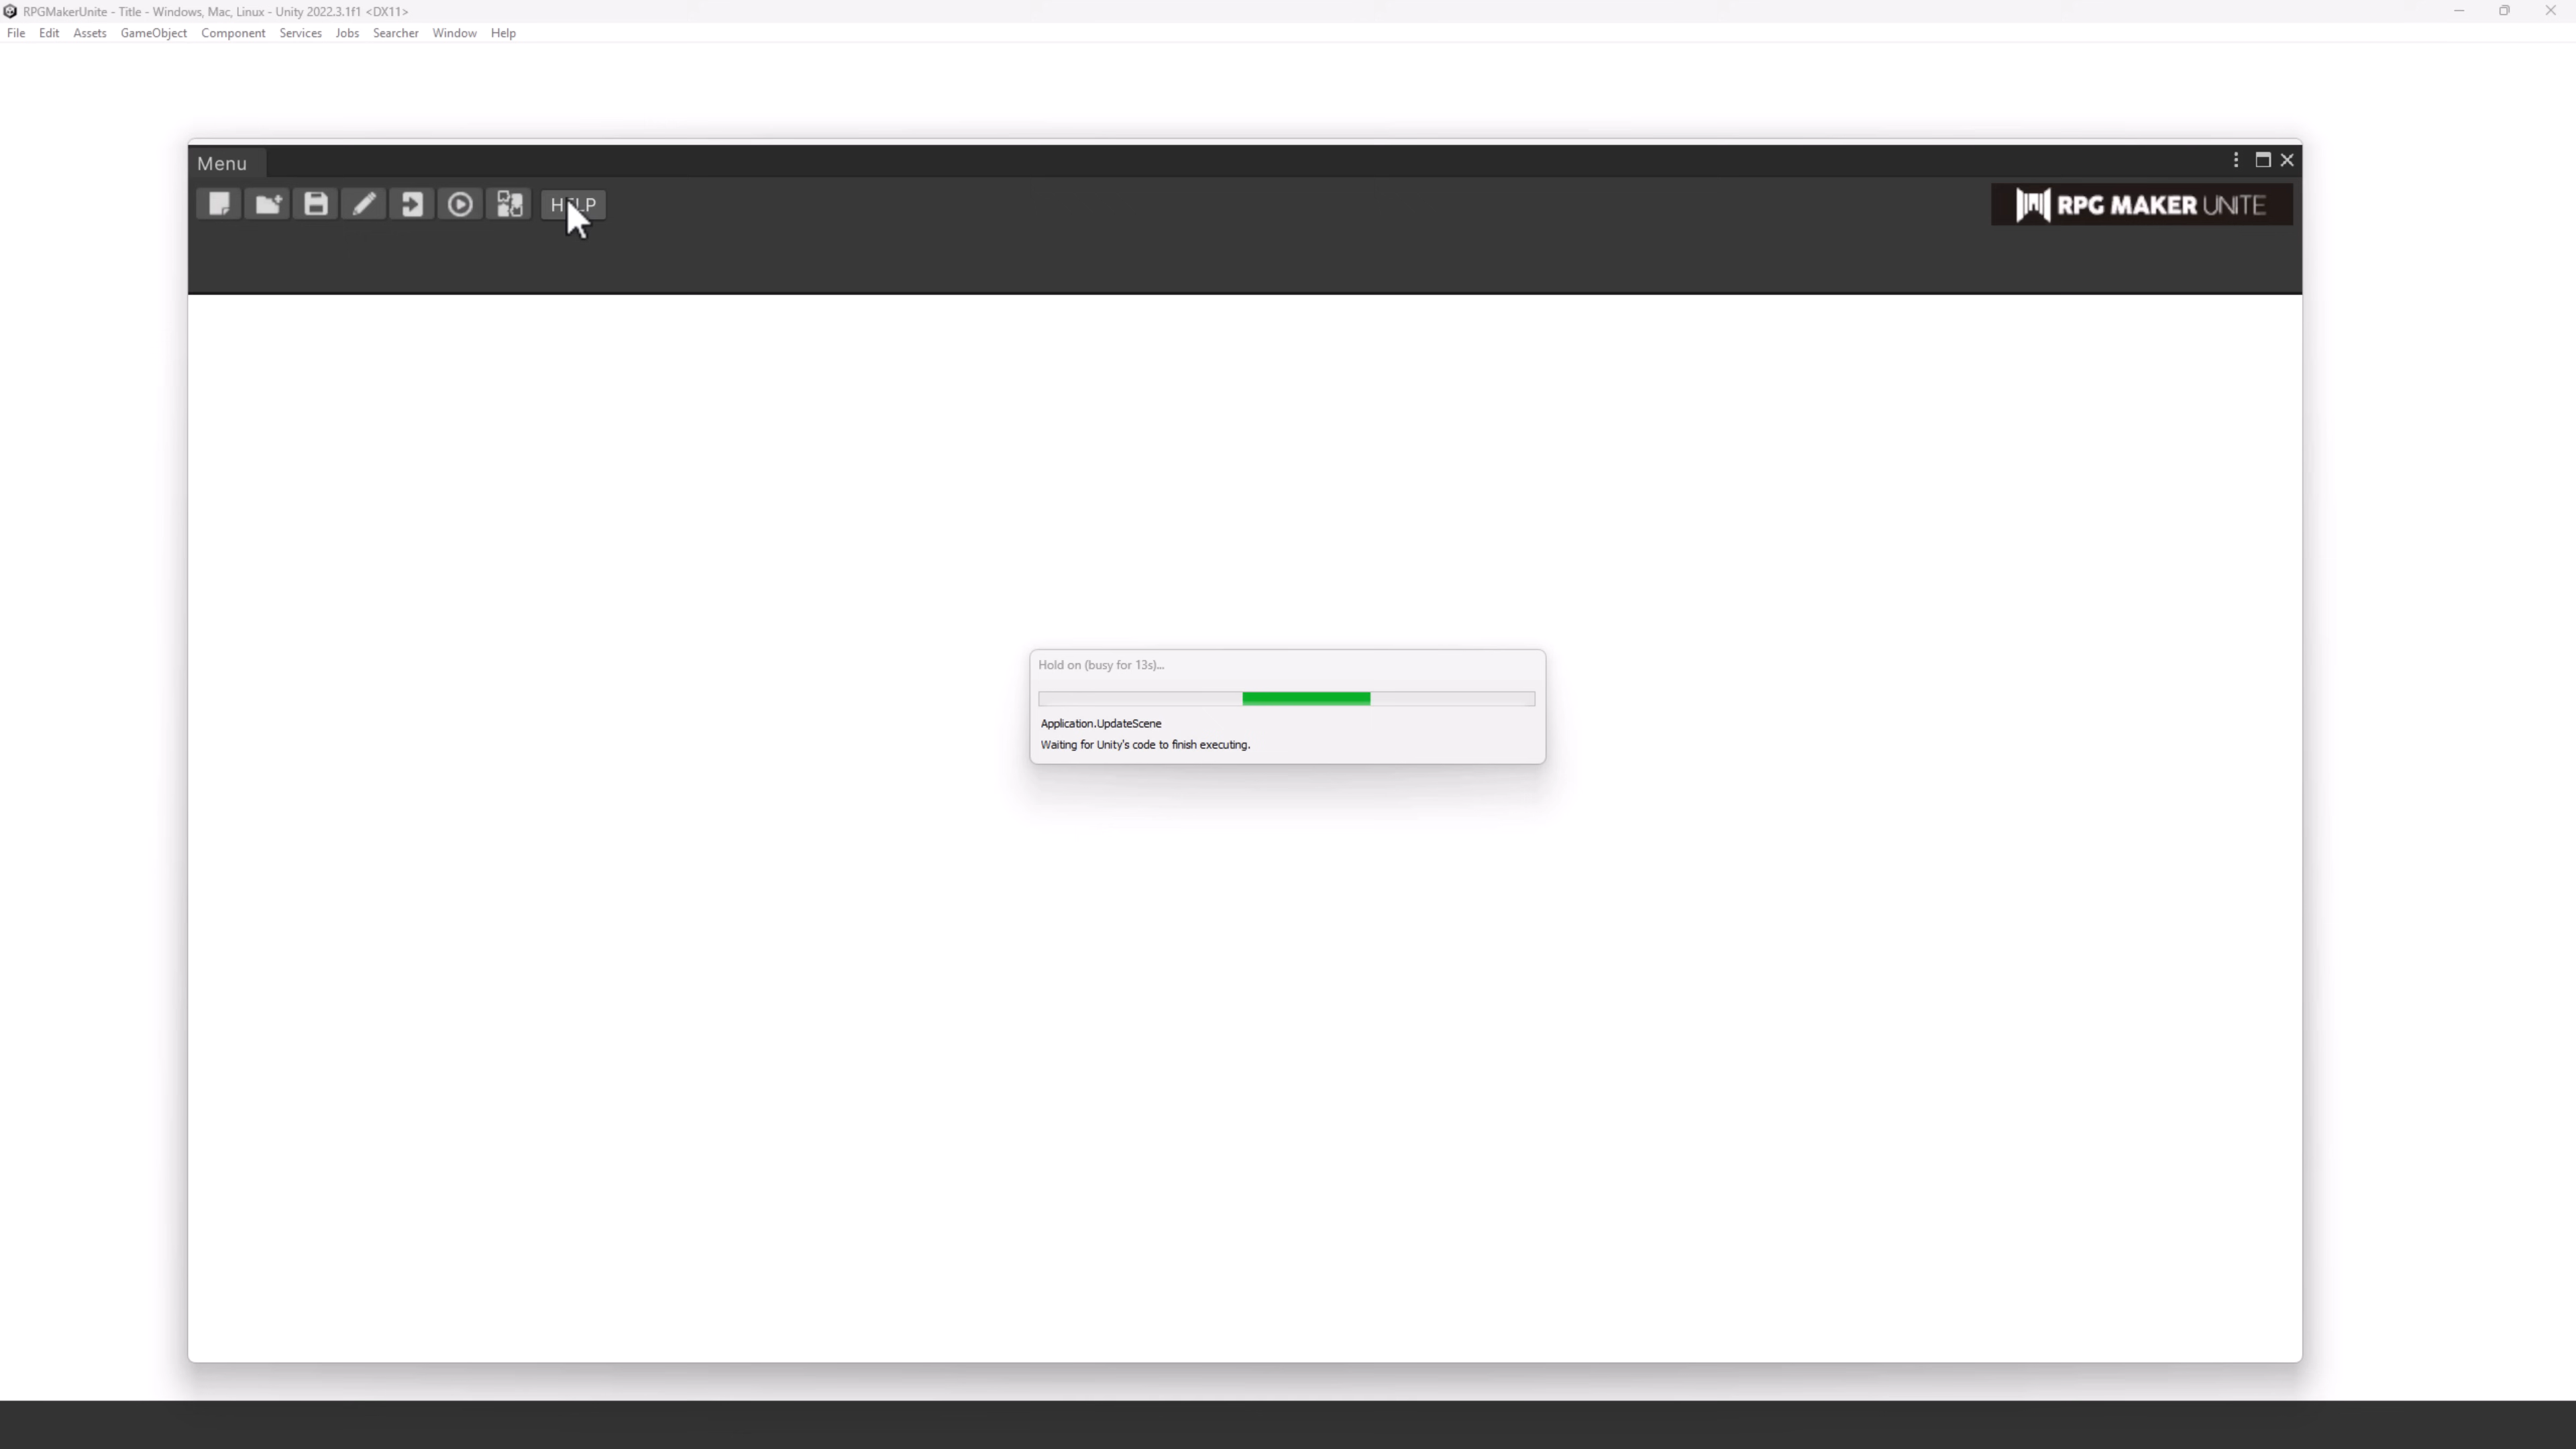 RPGMakerUnite - Title - Windows, Mac, Linux - Unity 2022.3.1f1 <DX11>
File Edit Assets GameObject Component Services Jobs Searcher Window Help
Menu
HELP
RPG MAKER UNITE
Hold on (busy for 13s)...
Application.UpdateScene
Waiting for Unity's code to finish executing.